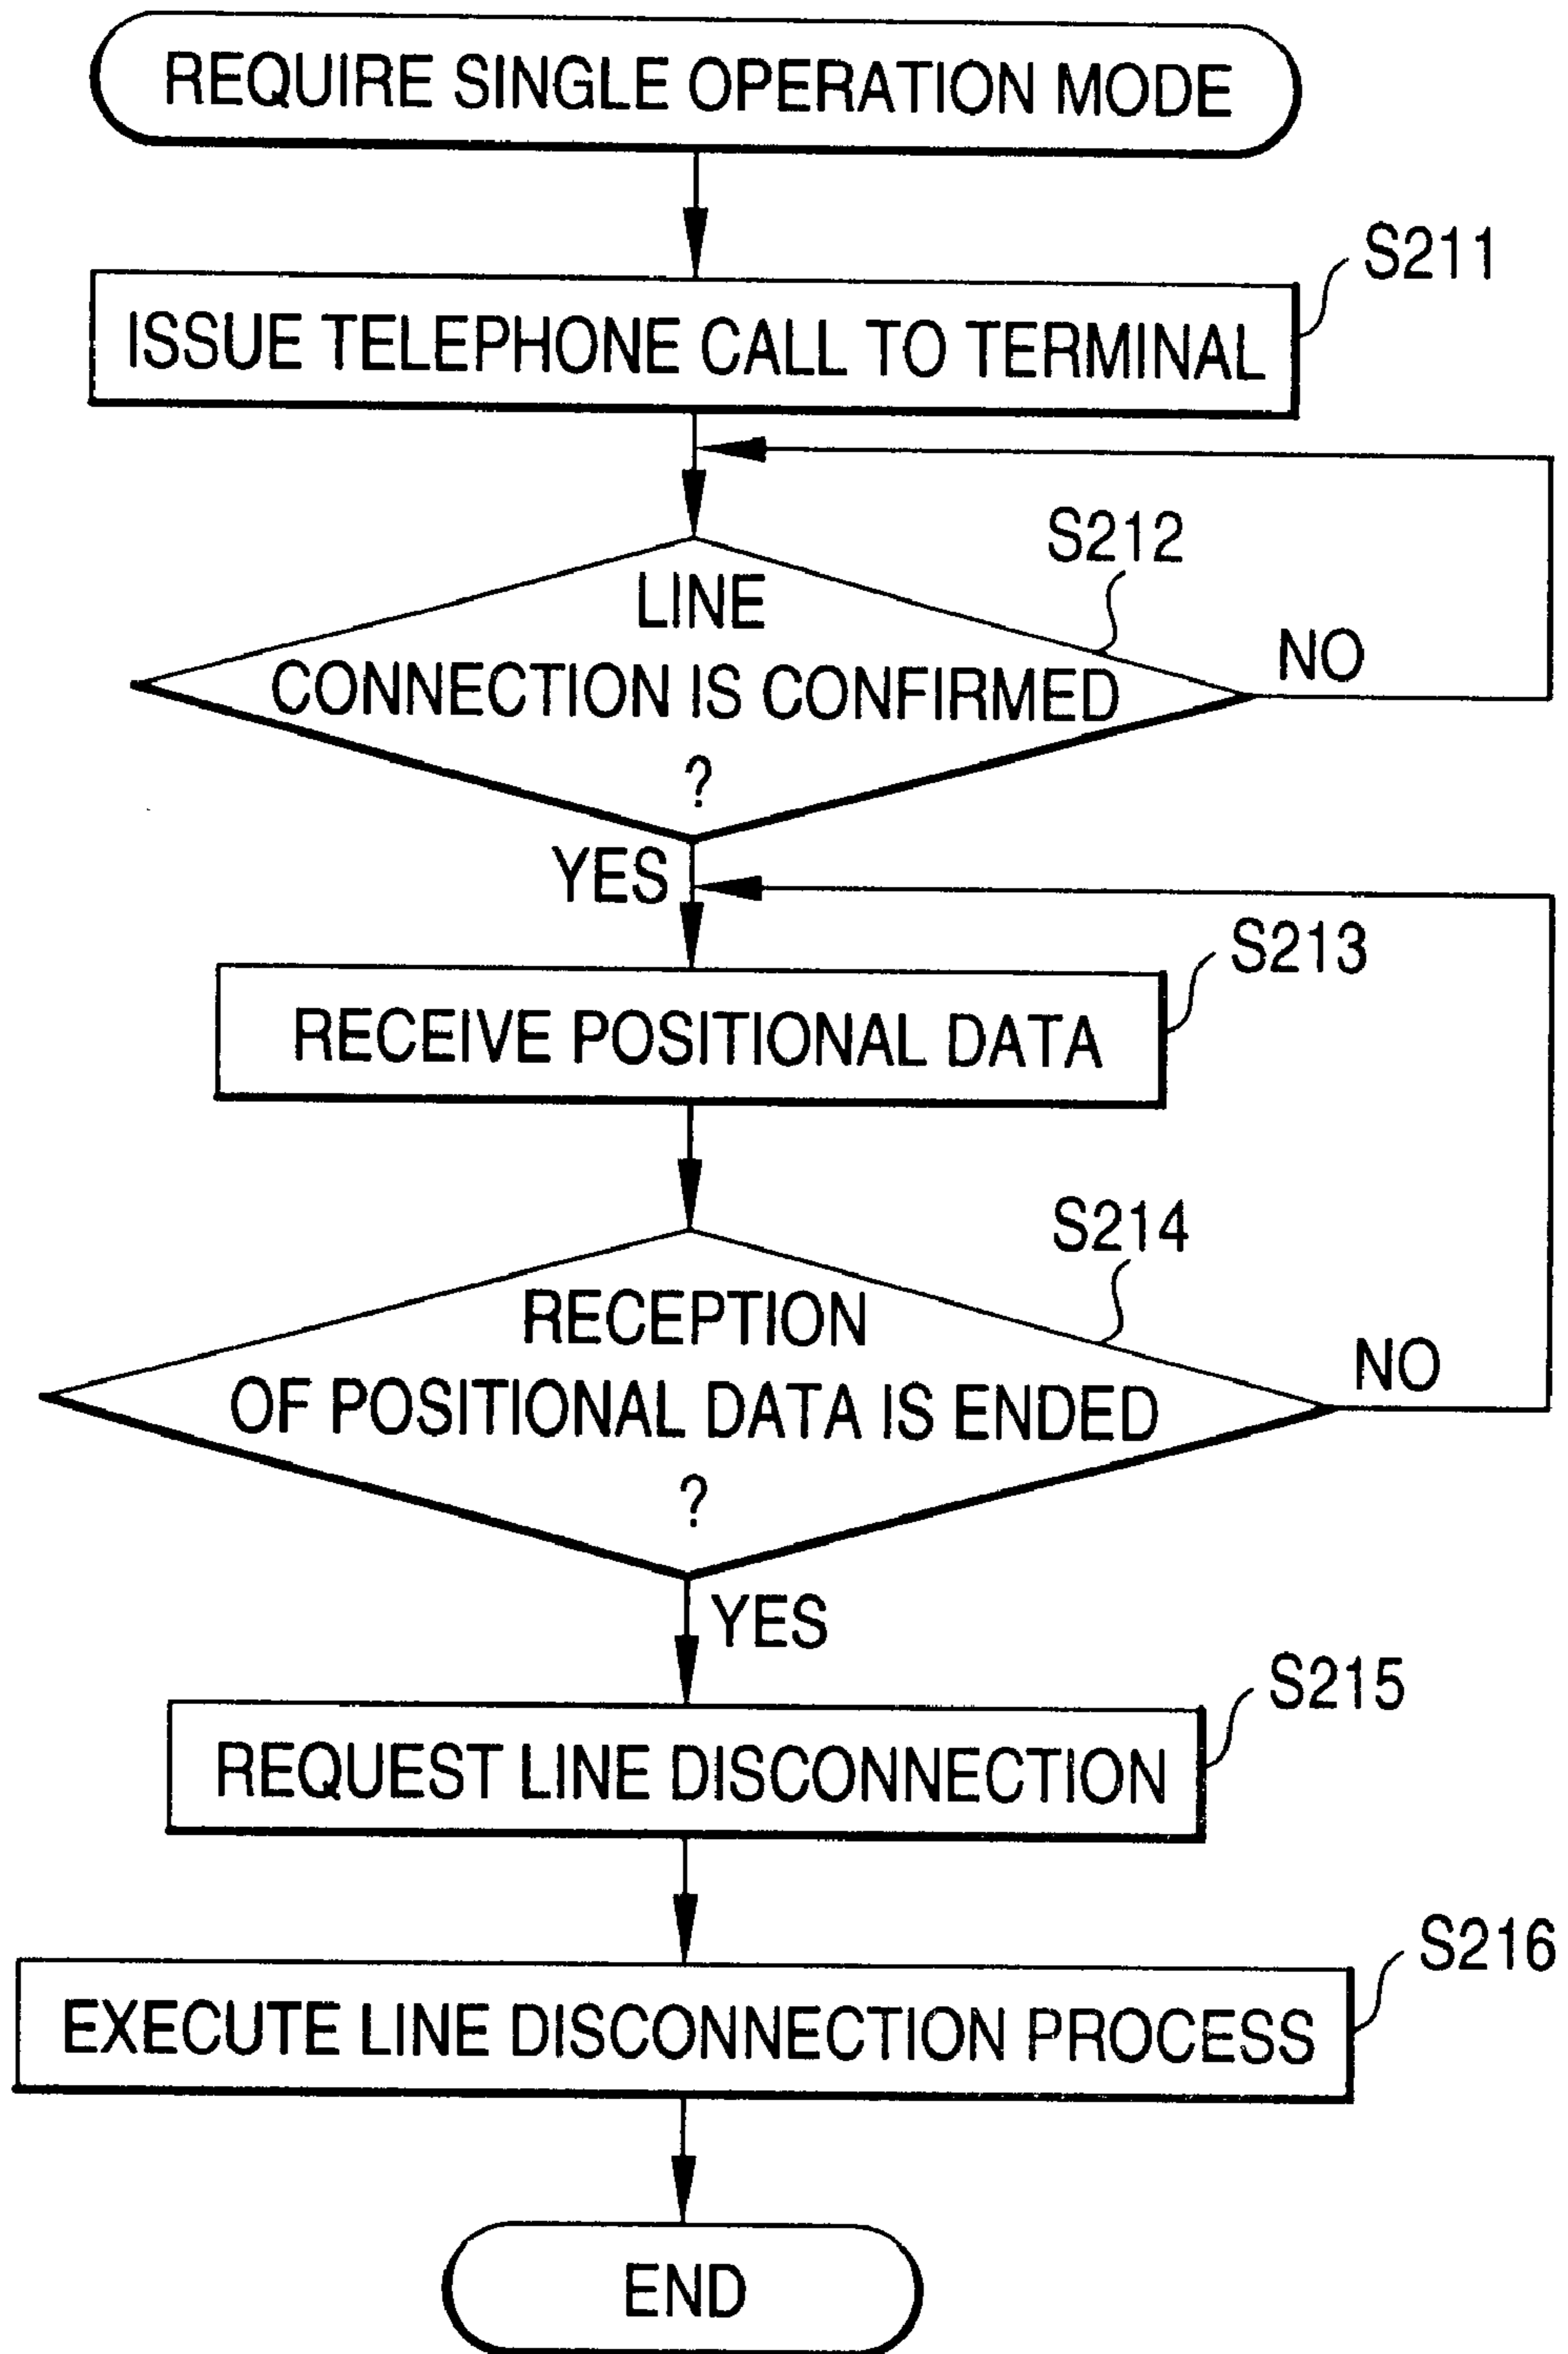 REQUIRE SINGLE OPERATION MODE
S211
ISSUE TELEPHONE CALL TO TERMINAL
S212
LINE
CONNECTION IS CONFIRMED
?
NO
YES
S213
RECEIVE POSITIONAL DATA
S214
RECEPTION
OF POSITIONAL DATA IS ENDED
?
NO
YES
S215
REQUEST LINE DISCONNECTION
S216
EXECUTE LINE DISCONNECTION PROCESS
END